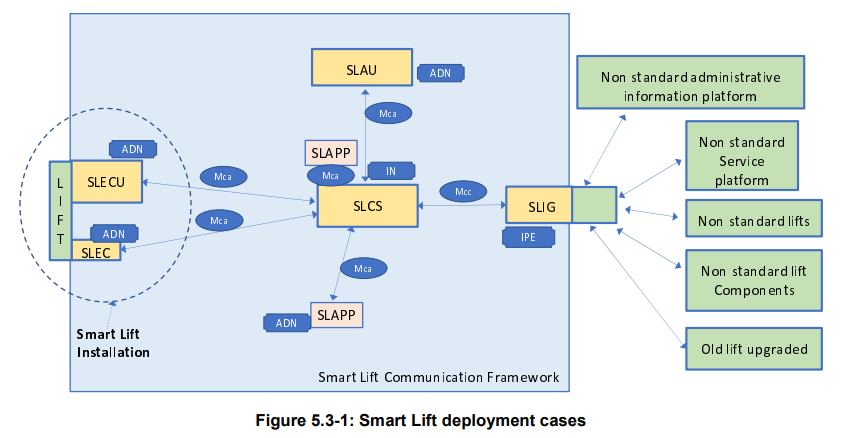 SLAU
ADN
Mca
Non standard administrative
information platform
ADN
SLAPP
IN
Non standard
Service
platform
L
I
F
T
SLECU
Mca
Mca
SLCS
Mcc
SLIG
Non standard lifts
ADN
Mca
IPE
SLEC
Mca
Non standard lift
Components
ADN
SLAPP
Smart Lift
Installation
Old lift upgraded
Smart Lift Communication Framework
Figure 5.3-1: Smart Lift deployment cases